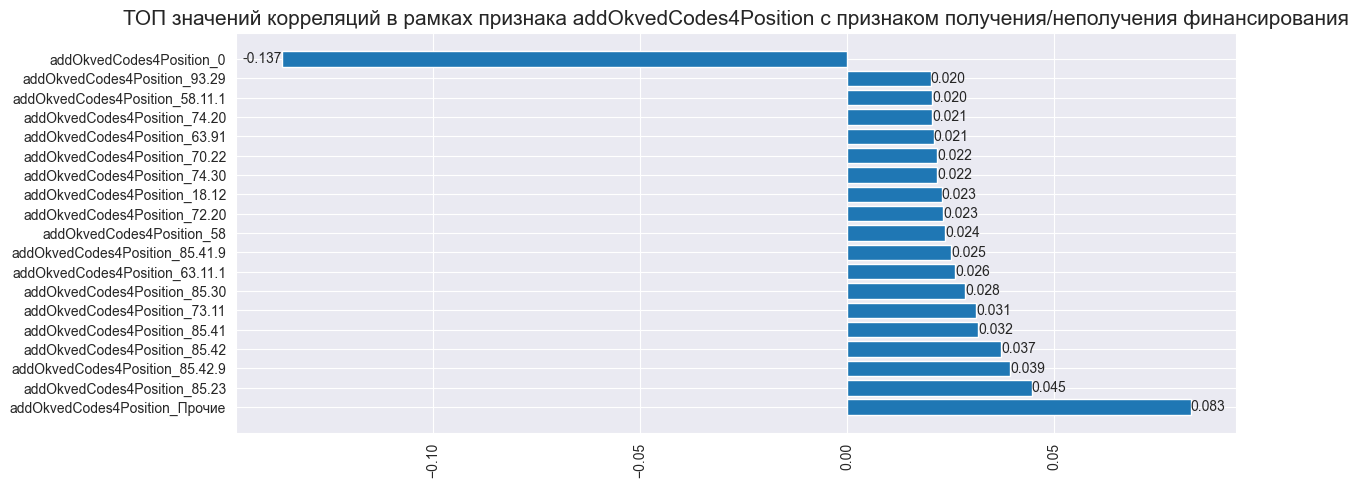 ТОП значений корреляций в рамках признака addOkvedCodes4Position с признаком получения/неполучения финансирования
addOkvedCodes4Position_0 -0.137
addOkvedCodes4Position_93.29 0.020
addOkvedCodes4Position_58.11.1 0.020
addOkvedCodes4Position_74.20 0.021
addOkvedCodes4Position_63.91 0.021
addOkvedCodes4Position_70.22 0.022
addOkvedCodes4Position_74.30 0.022
addOkvedCodes4Position_18.12 0.023
addOkvedCodes4Position_72.20 0.023
addOkvedCodes4Position_58 0.024
addOkvedCodes4Position_85.41.9 0.025
addOkvedCodes4Position_63.11.1 0.026
addOkvedCodes4Position_85.30 0.028
addOkvedCodes4Position_73.11 0.031
addOkvedCodes4Position_85.41 0.032
addOkvedCodes4Position_85.42 0.037
addOkvedCodes4Position_85.42.9 0.039
addOkvedCodes4Position_85.23 0.045
addOkvedCodes4Position_Прочие 0.083
−0.10 −0.05 0.00 0.05